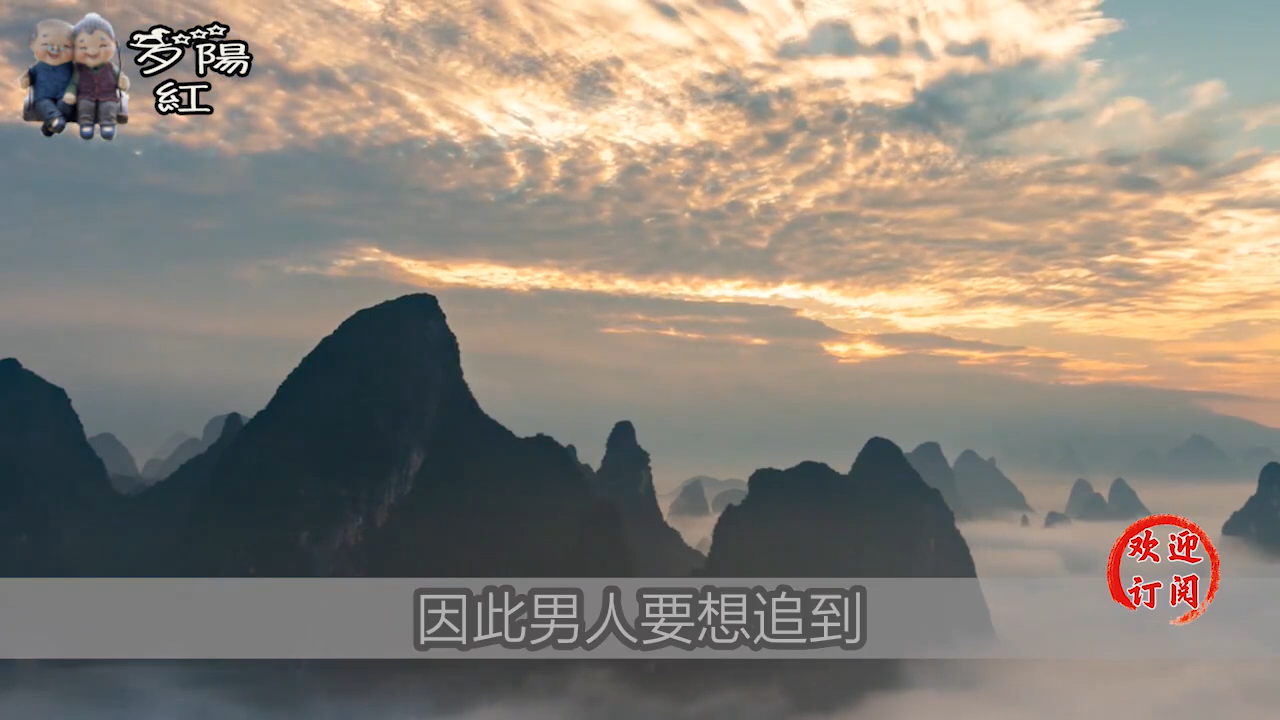 夕陽
紅
欢迎
订阅
因此男人要想追到